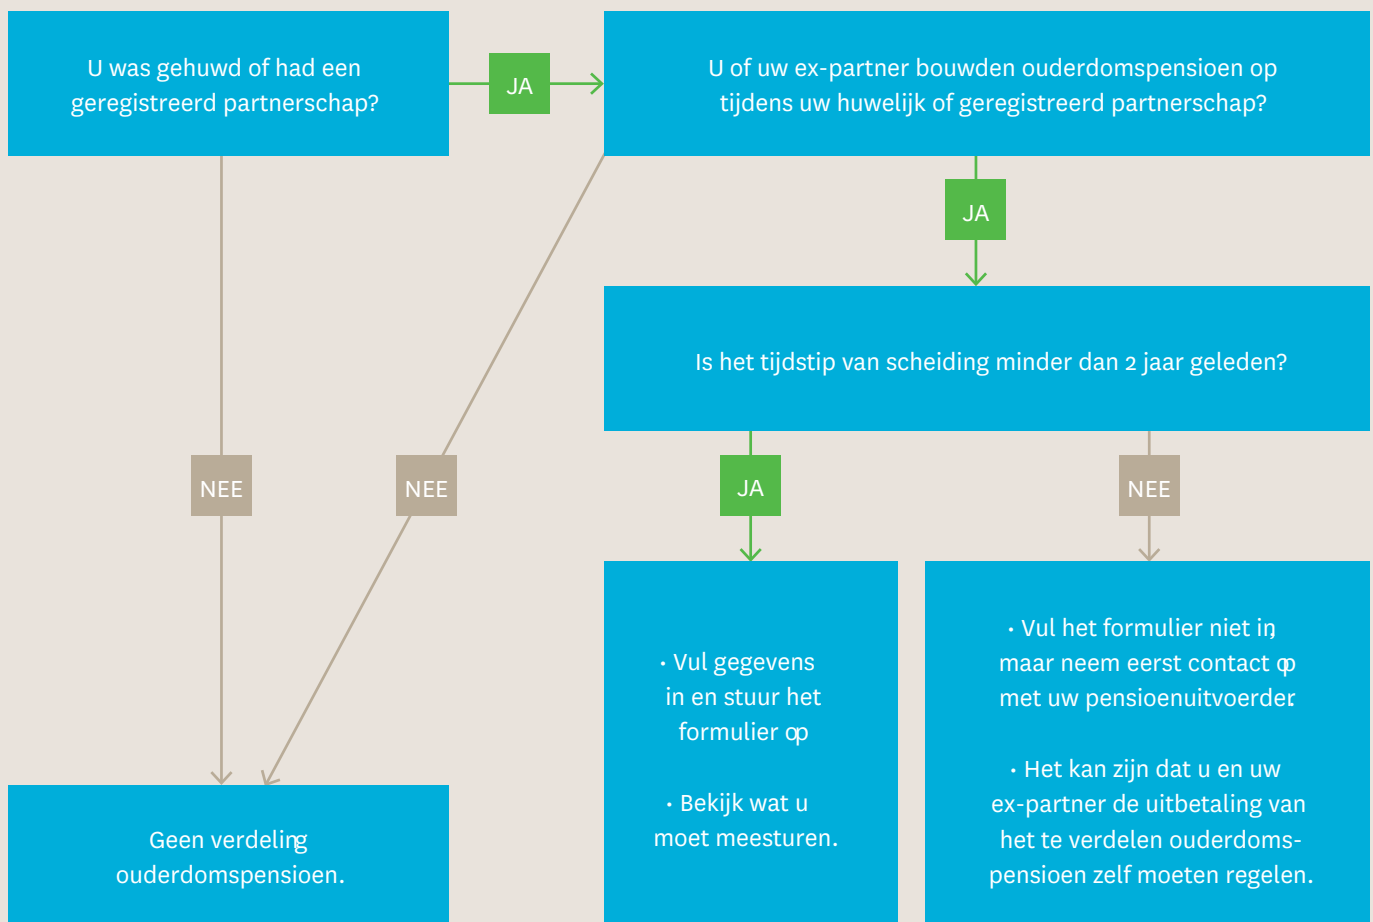 U was gehuwd of had een
geregistreerd partnerschap?
JA
U of uw ex-partner bouwden ouderdomspensioen op
tijdens uw huwelijk of geregistreerd partnerschap?
JA
Is het tijdstip van scheiding minder dan 2 jaar geleden?
NEE
NEE
JA
NEE
• Vul gegevens
in en stuur het
formulier op
• Bekijk wat u
moet meesturen.
• Vul het formulier niet in,
maar neem eerst contact op
met uw pensioenuitvoerder.
• Het kan zijn dat u en uw
ex-partner de uitbetaling van
het te verdelen ouderdoms-
pensioen zelf moeten regelen.
Geen verdeling
ouderdomspensioen.